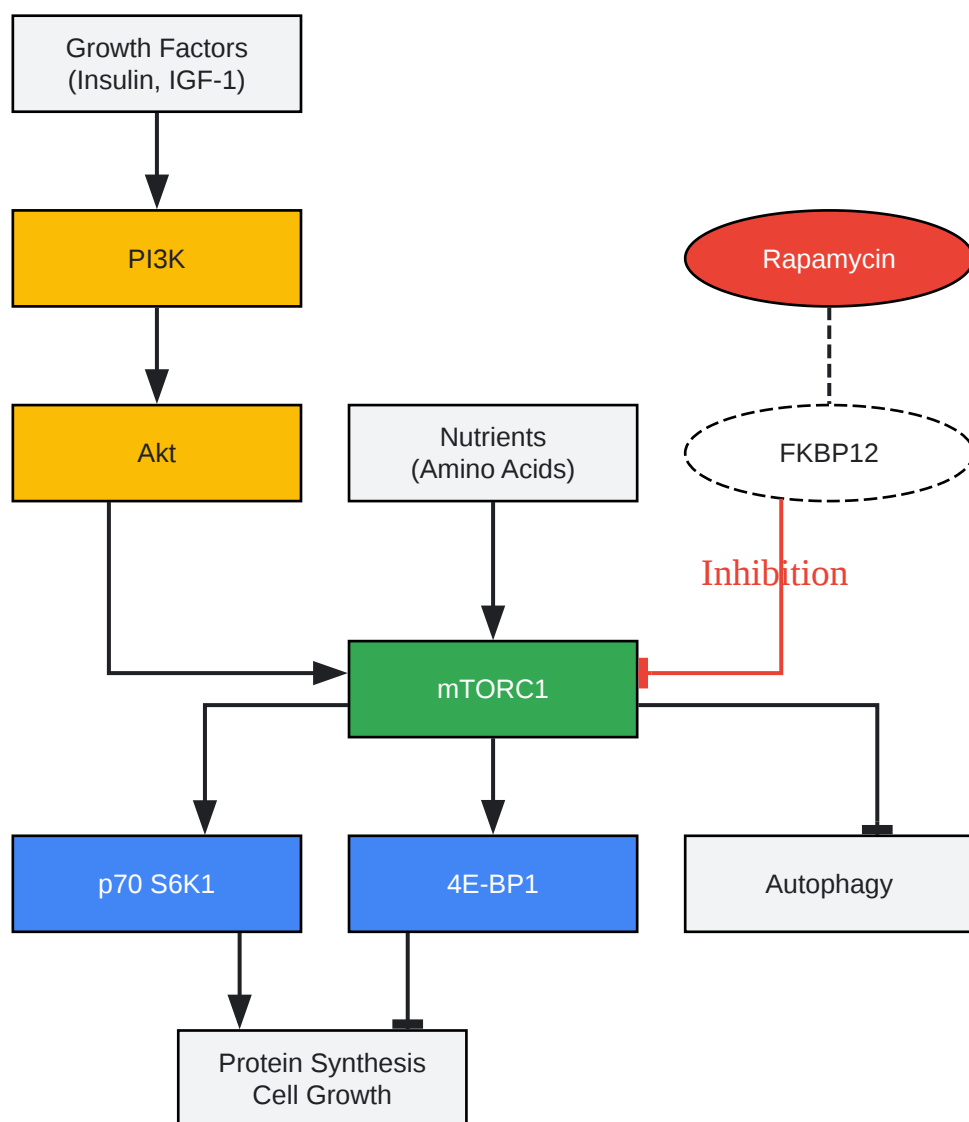 Growth Factors
(Insulin, IGF-1)
PI3K
Rapamycin
Akt
Nutrients
(Amino Acids)
FKBP12
Inhibition
mTORC1
p70 S6K1
4E-BP1
Autophagy
Protein Synthesis
Cell Growth